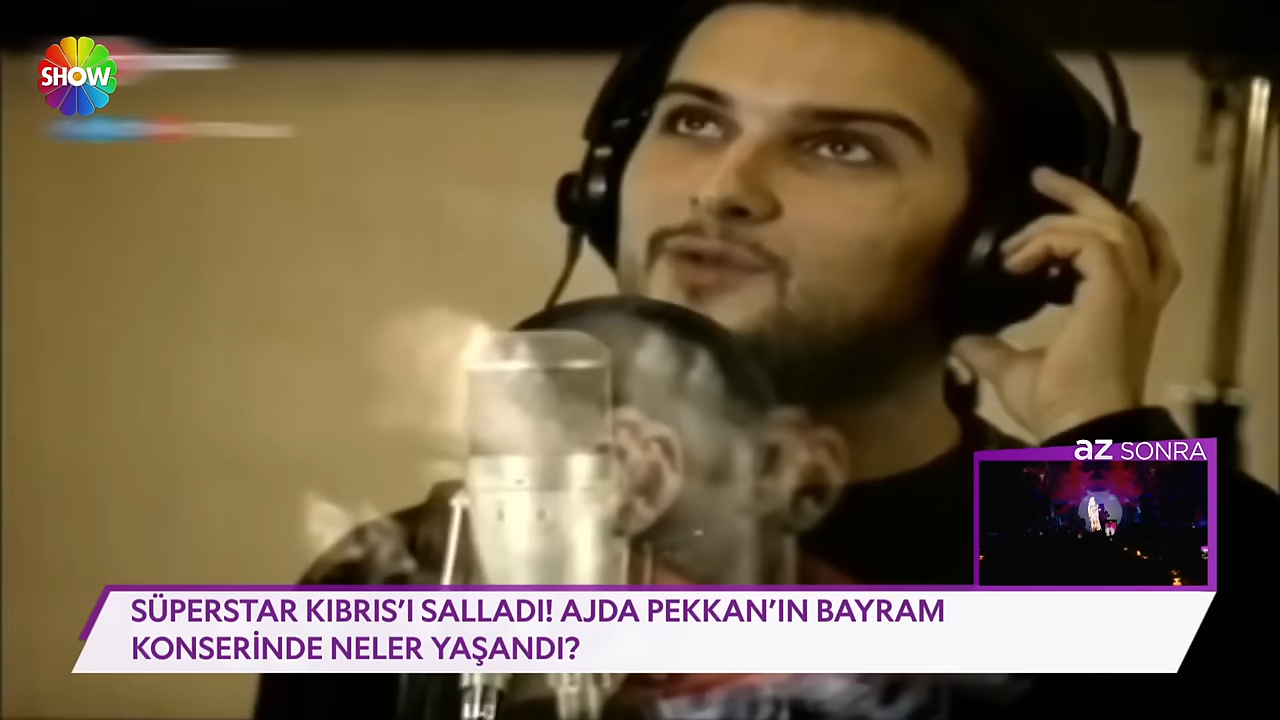 SHOW
az SONRA
SÜPERSTAR KIBRIS’I SALLADI! AJDA PEKKAN’IN BAYRAM
KONSERİNDE NELER YAŞANDI?